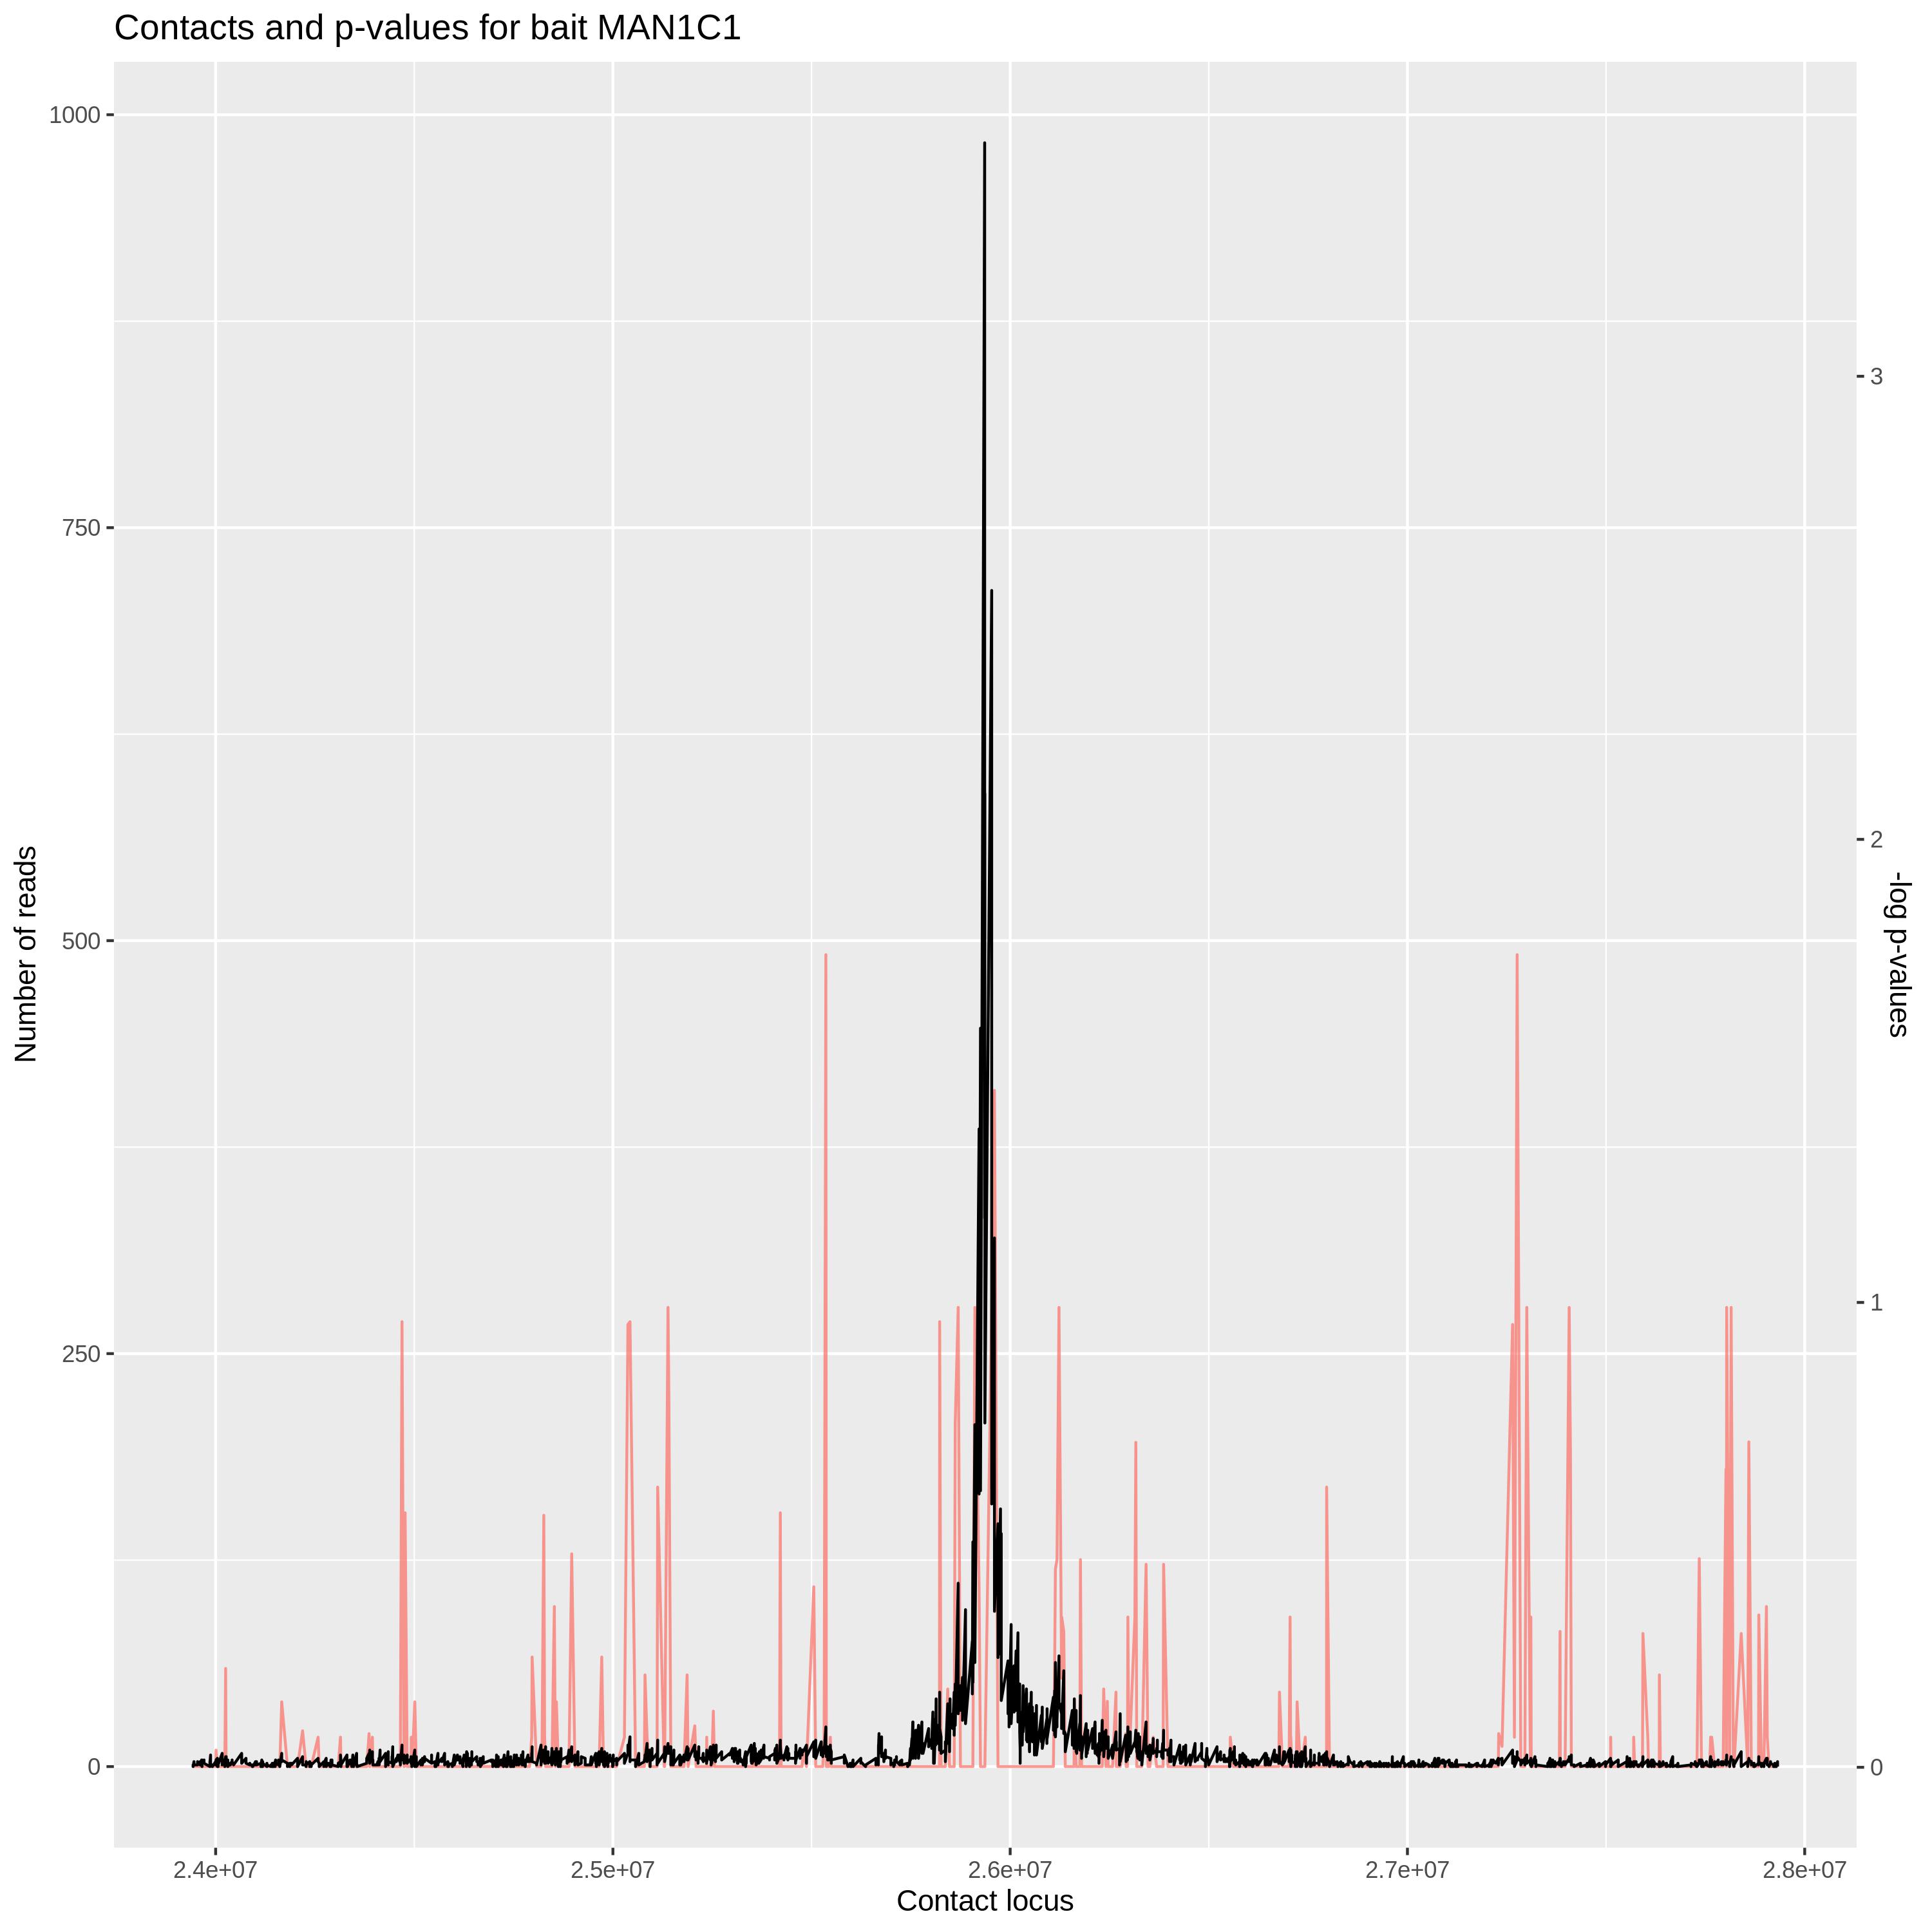 Contacts and p-values for bait MAN1C1
1000
750
500
250
0
Number of reads
3
2
1
0
-log p-values
2.4e+07
2.5e+07
2.6e+07
2.7e+07
2.8e+07
Contact locus